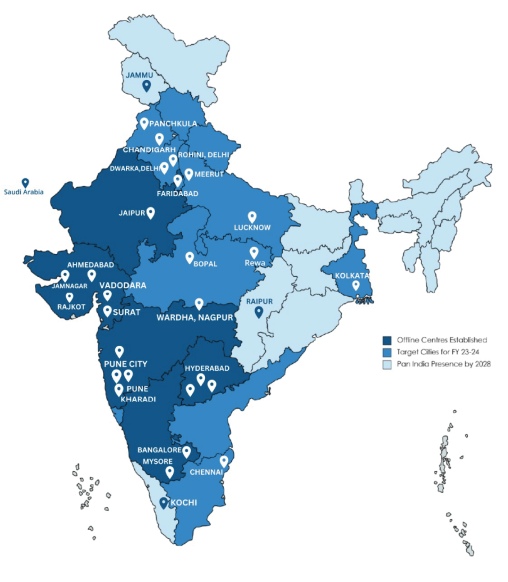 JAMMU
PANCHKULA
CHANDIGARH
ROHINI, DELHI
DWARKA,DELHI
MEERUT
FARIDABAD
Saudi Arabia
JAIPUR
LUCKNOW
AHMEDABAD
BOPAL
Rewa
KOLKATA
JAMNAGAR
VADODARA
RAJKOT
SURAT
RAIPUR
WARDHA, NAGPUR
Offline Centres Established
Target Cities for FY 23-24
Pan India Presence by 2028
PUNE CITY
HYDERABAD
PUNE
KHARADI
BANGALORE
MYSORE
CHENNAI
KOCHI